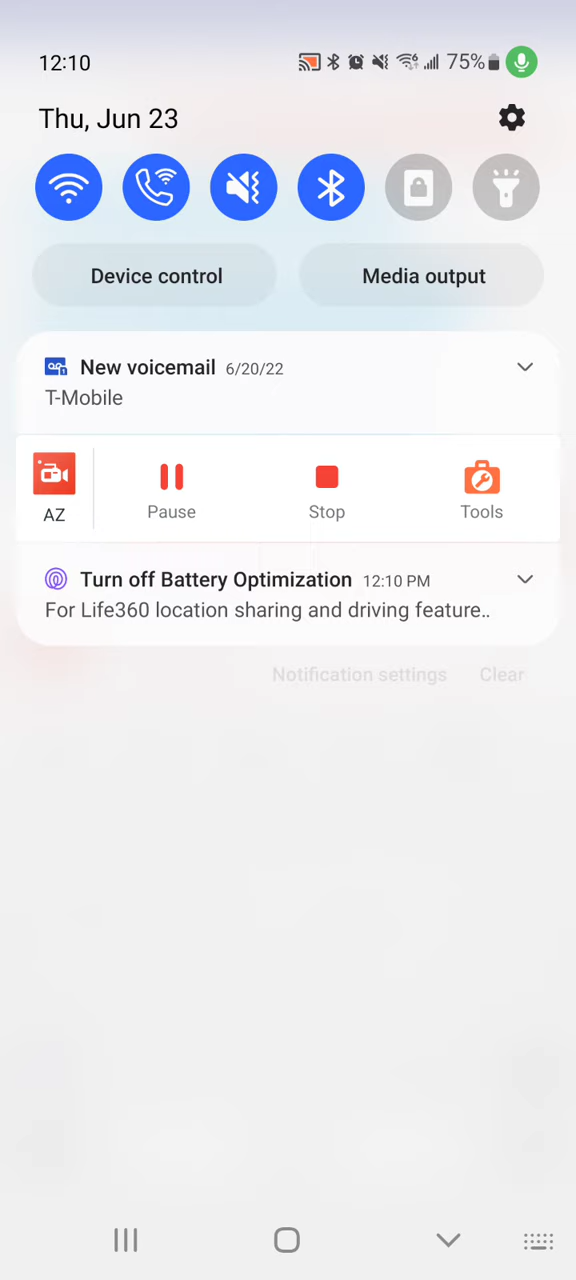 12:10
75%
Thu, Jun 23
Device control
Media output
New voicemail 6/20/22
T-Mobile
AZ
Pause
Stop
Tools
Turn off Battery Optimization 12:10 PM
For Life360 location sharing and driving feature..
Notification settings
Clear